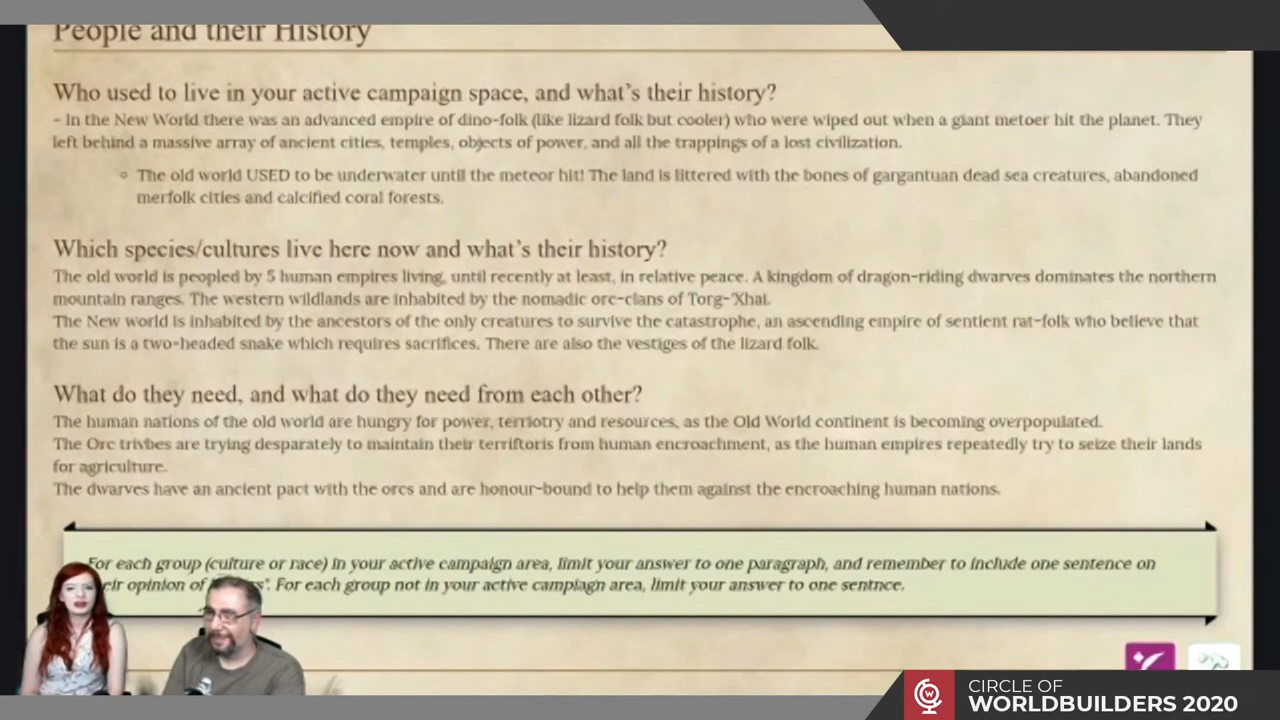 People and their History
Who used to live in your active campaign space, and what's their history?
- In the New World there was an advanced empire of dino-folk (like lizard folk but cooler) who were wiped out when a giant metoer hit the planet. They
left behind a massive array of ancient cities, temples, objects of power, and all the trappings of a lost civilization.
The old world USED to be underwater until the meteor hit! The land is littered with the bones of gargantuan dead sea creatures, abandoned
merfolk cities and calcified coral forests.
Which species/cultures live here now and what's their history?
The old world is peopled by 5 human empires living, until recently at least, in relative peace. A kingdom of dragon-riding dwarves dominates the northern
mountain ranges. The western wildlands are inhabited by the nomadic orc-clans of Torg-'Xhai.
The New world is inhabited by the ancestors of the only creatures to survive the catastrophe, an ascending empire of sentient rat-folk who believe that
the sun is a two-headed snake which requires sacrifices. There are also the vestiges of the lizard folk.
What do they need, and what do they need from each other?
The human nations of the old world are hungry for power, terriotry and resources, as the Old World continent is becoming overpopulated.
The Orc trivbes are trying desparately to maintain their terriftoris from human encroachment, as the human empires repeatedly try to seize their lands
for agriculture.
The dwarves have an ancient pact with the orcs and are honour-bound to help them against the encroaching human nations.
For each group (culture or race) in your active campaign area, limit your answer to one paragraph, and remember to include one sentence on
opinion of For each group not in your active campiagn area, limit your answer to one sentnce.
CIRCLE OF
WORLDBUILDERS 2020